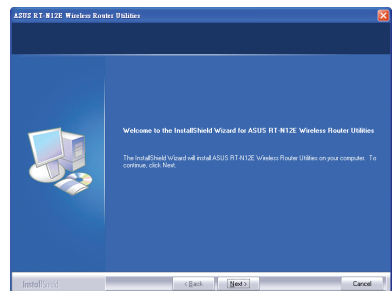 ASUS RT-N12E Wireless Router Utilities
Welcome to the InstallShield Wizard for ASUS RT-N12E Wireless Router Utilities
The InstallShield Wizard will install ASUS RT-N12E Wireless Router Utilities on your computer. To
continue, click Next.
InstallShield
< Back
Next >
Cancel